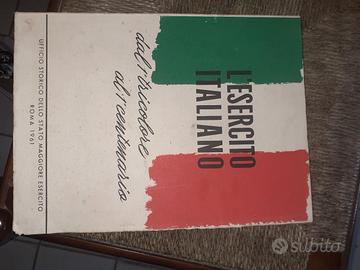 L'ESERCITO
ITALIANO
dal 1° tricolore
al 1° centenario
UFFICIO STORICO DELLO STATO MAGGIORE ESERCITO
ROMA 1961
subito